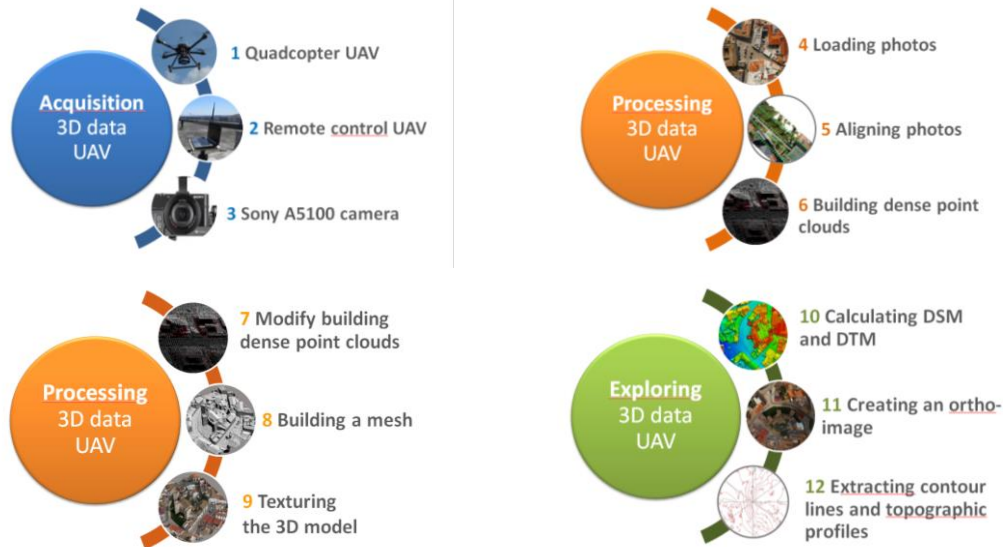 Acquisition
3D data
UAV
1 Quadcopter UAV
2 Remote control UAV
3 Sony A5100 camera
Processing
3D data
UAV
4 Loading photos
5 Aligning photos
6 Building dense point
clouds
Processing
3D data
UAV
7 Modify building
dense point clouds
8 Building a mesh
9 Texturing
the 3D model
Exploring
3D data
UAV
10 Calculating DSM
and DTM
11 Creating an ortho-
image
12 Extracting contour
lines and topographic
profiles